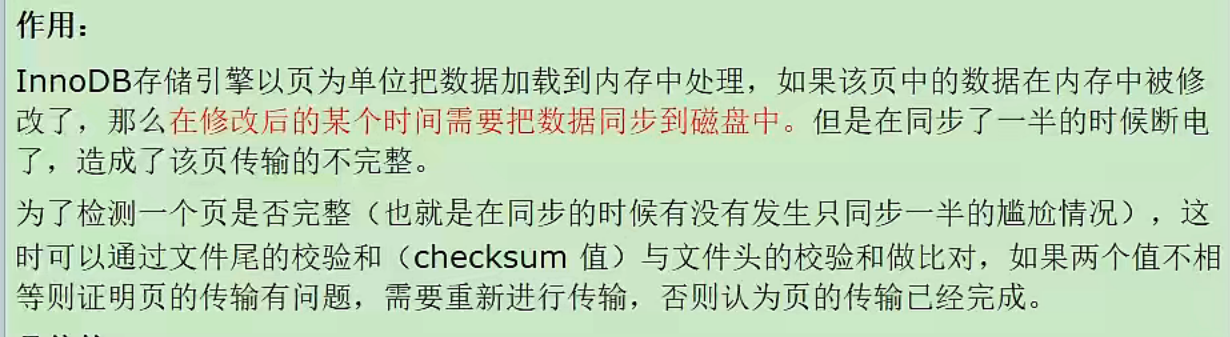 作用：
InnoDB存储引擎以页为单位把数据加载到内存中处理，如果该页中的数据在内存中被修
改了，那么在修改后的某个时间需要把数据同步到磁盘中。但是在同步了一半的时候断电
了，造成了该页传输的不完整。
为了检测一个页是否完整（也就是在同步的时候有没有发生只同步一半的尴尬情况），这
时可以通过文件尾的校验和（checksum 值）与文件头的校验和做比对，如果两个值不相
等则证明页的传输有问题，需要重新进行传输，否则认为页的传输已经完成。